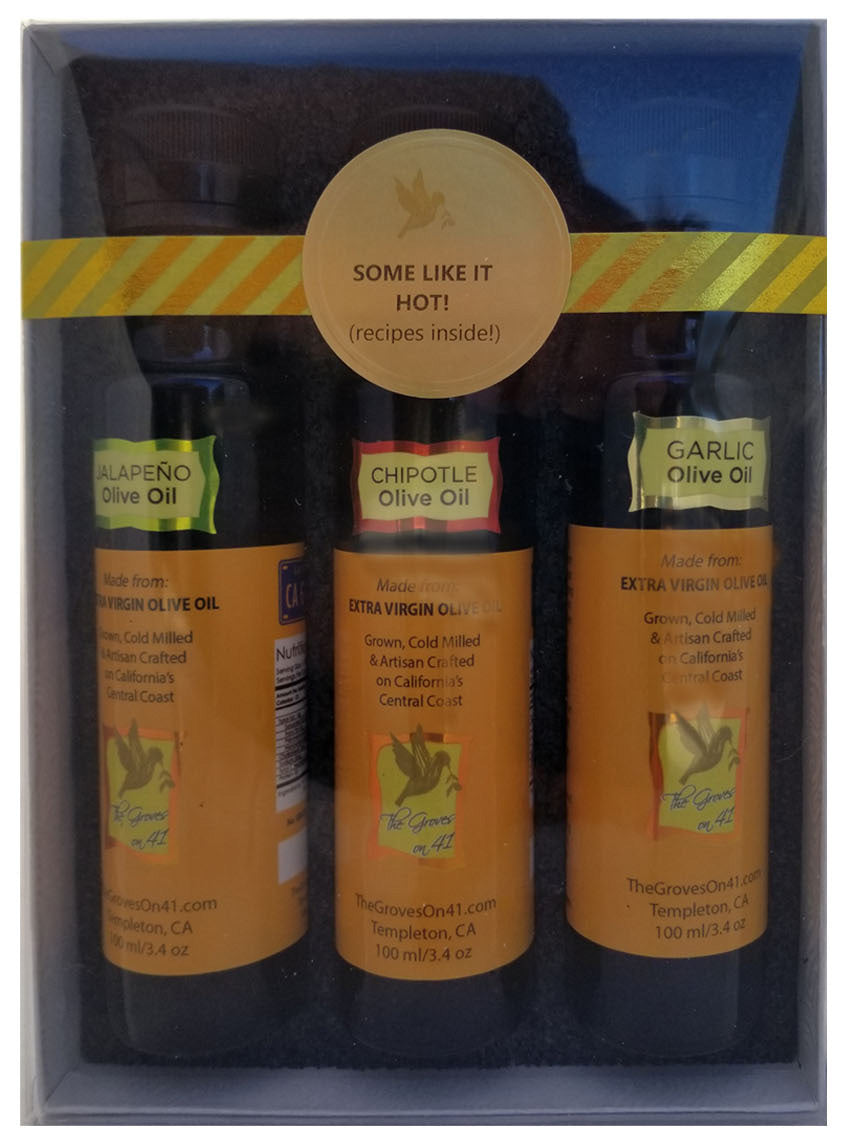 SOME LIKE IT
HOT!
(recipes inside!)
JALAPEÑO
Olive Oil
Made from:
VIRGIN OLIVE OIL
Grown, Cold Milled
& Artisan Crafted
on California's
Central Coast
The Groves
on 41
TheGrovesOn41.com
Templeton, CA
100 ml/3.4 oz
CA
CHIPOTLE
Olive Oil
Made from:
EXTRA VIRGIN OLIVE OIL
Grown, Cold Milled
& Artisan Crafted
on California's
Central Coast
The Groves
on 41
TheGrovesOn41.com
Templeton, CA
100 ml/3.4 oz
GARLIC
Olive Oil
Made from:
EXTRA VIRGIN OLIVE OIL
Grown, Cold Milled
& Artisan Crafted
on California's
Central Coast
The Groves
on 41
TheGrovesOn41.com
Templeton, CA
100 ml/3.4 oz